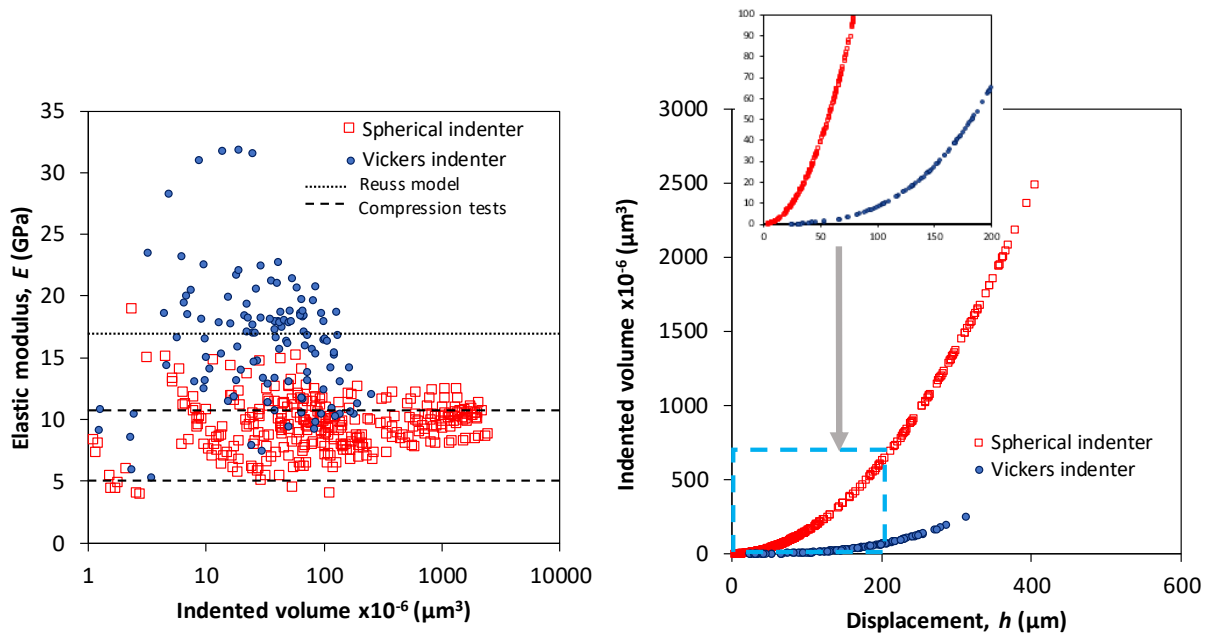 Elastic modulus, E (GPa)
35
30
25
20
15
10
5
0
Spherical indenter
Vickers indenter
Reuss model
Compression tests
1 10 100 1000 10000
Indented volume x10⁻⁶ (µm³)
100
90
80
70
60
50
40
30
20
10
0
0 50 100 150 200
Indented volume x10⁻⁶ (µm³)
3000
2500
2000
1500
1000
500
0
Spherical indenter
Vickers indenter
0 200 400 600
Displacement, h (µm)